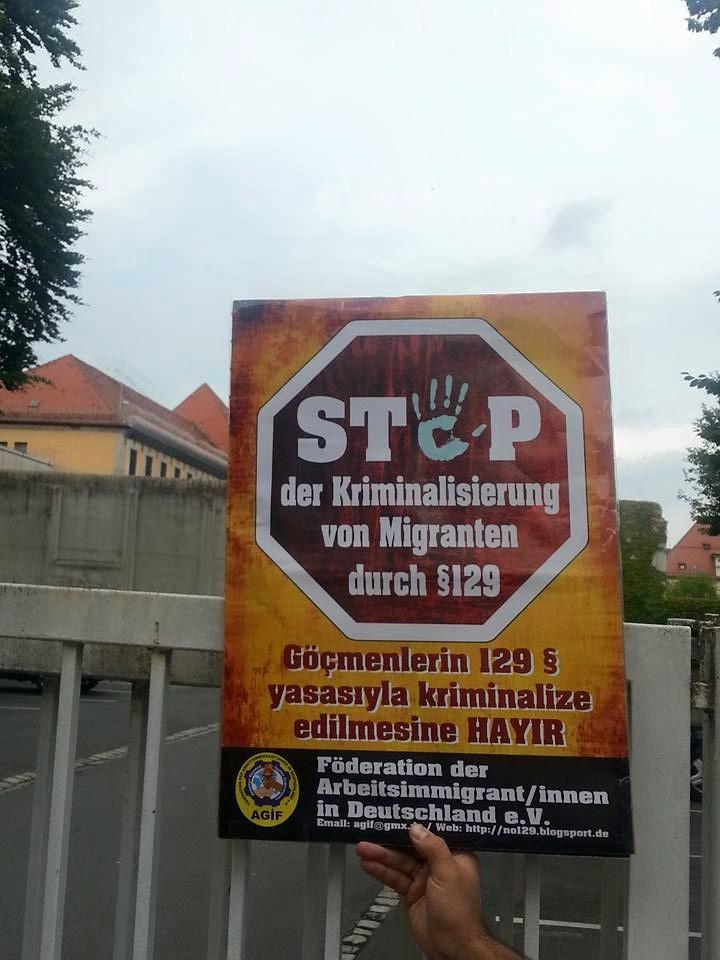 STOP
der Kriminalisierung
von Migranten
durch §129
Göçmenlerin 129 §
yasasıyla kriminalize
edilmesine HAYIR
AGİF
Föderation der
Arbeitsimmigrant/innen
in Deutschland e.V.
Email: agif@gmx. / Web: http://no129.blogsport.de